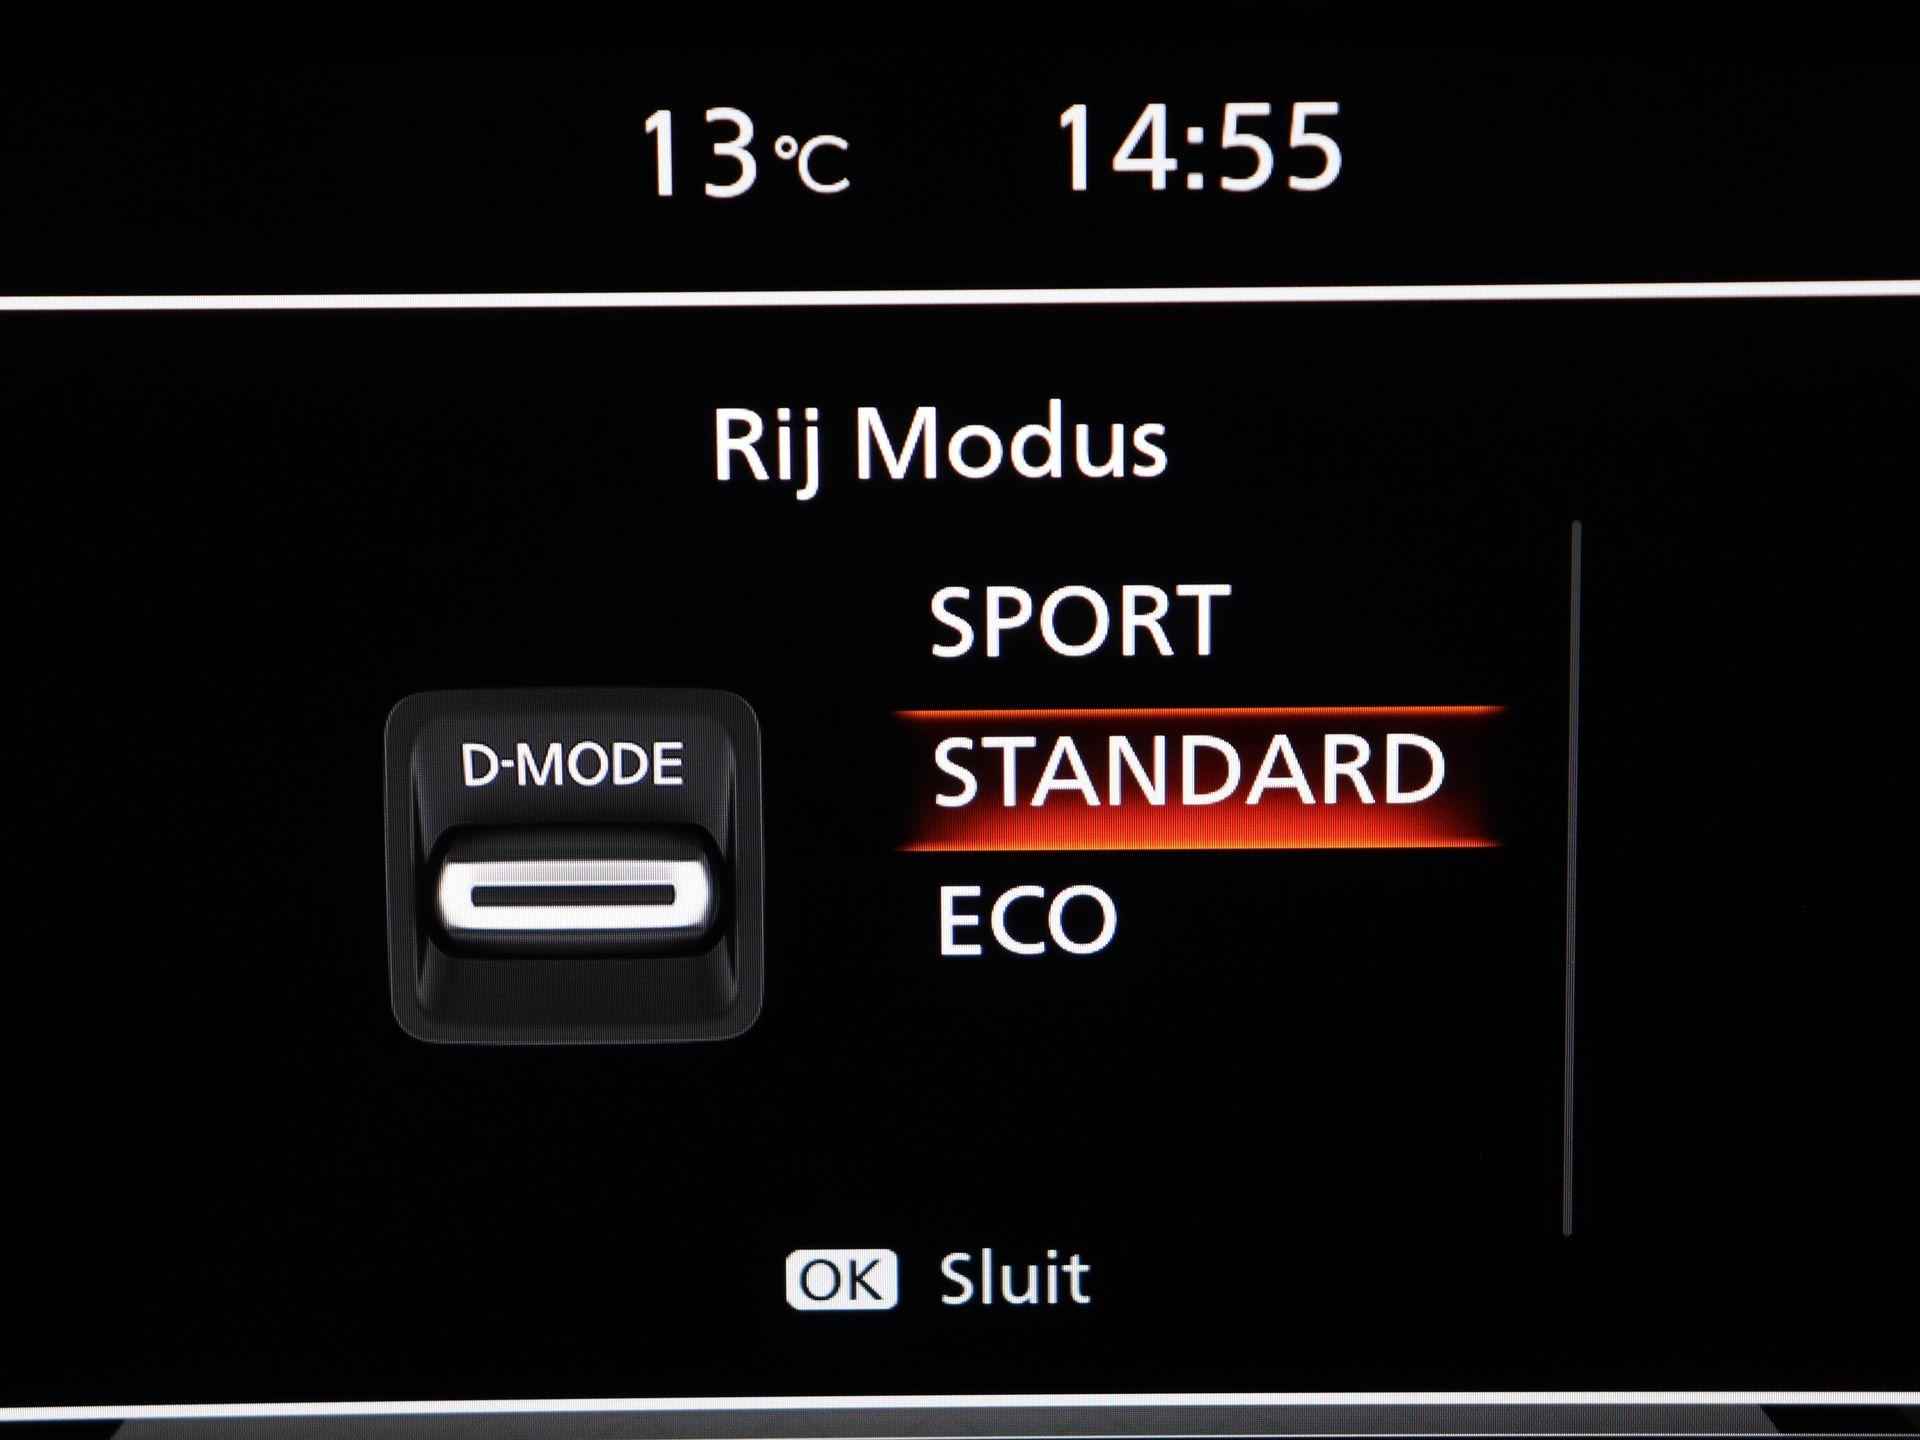 13°C 14:55
Rij Modus
SPORT
D-MODE
STANDARD
ECO
OK Sluit